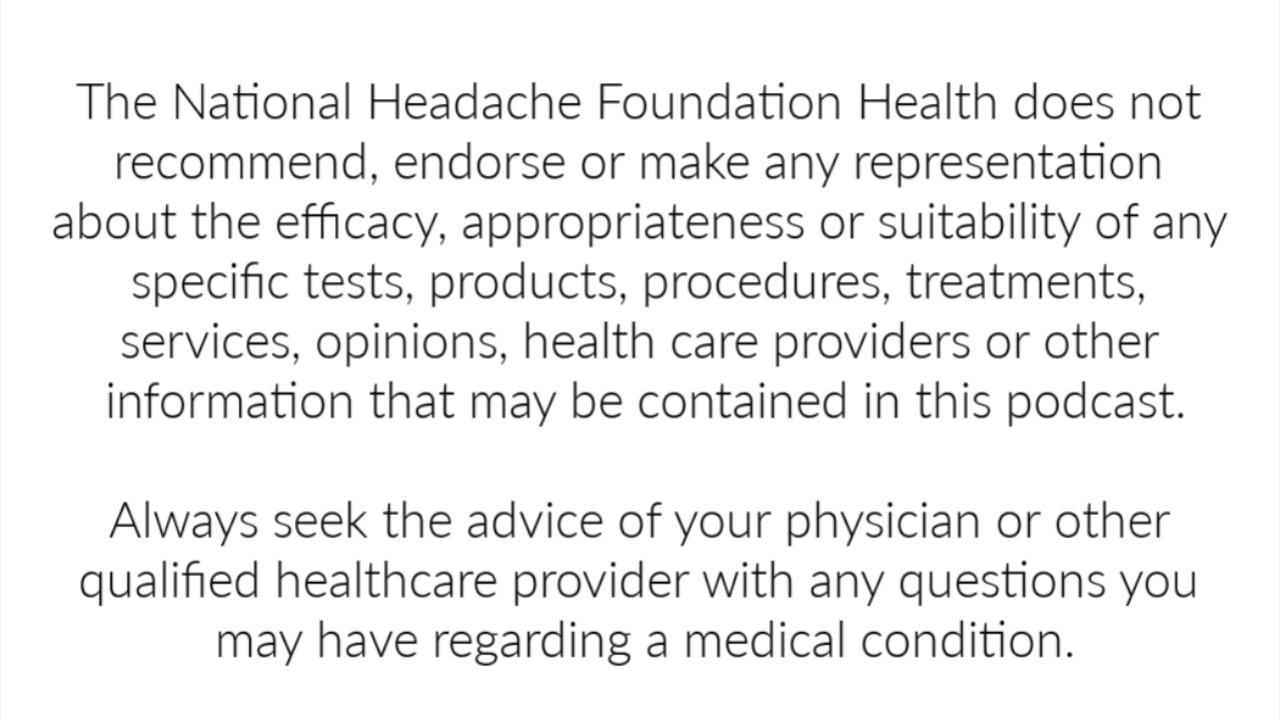 The National Headache Foundation Health does not
recommend, endorse or make any representation
about the efficacy, appropriateness or suitability of any
specific tests, products, procedures, treatments,
services, opinions, health care providers or other
information that may be contained in this podcast.
Always seek the advice of your physician or other
qualified healthcare provider with any questions you
may have regarding a medical condition.